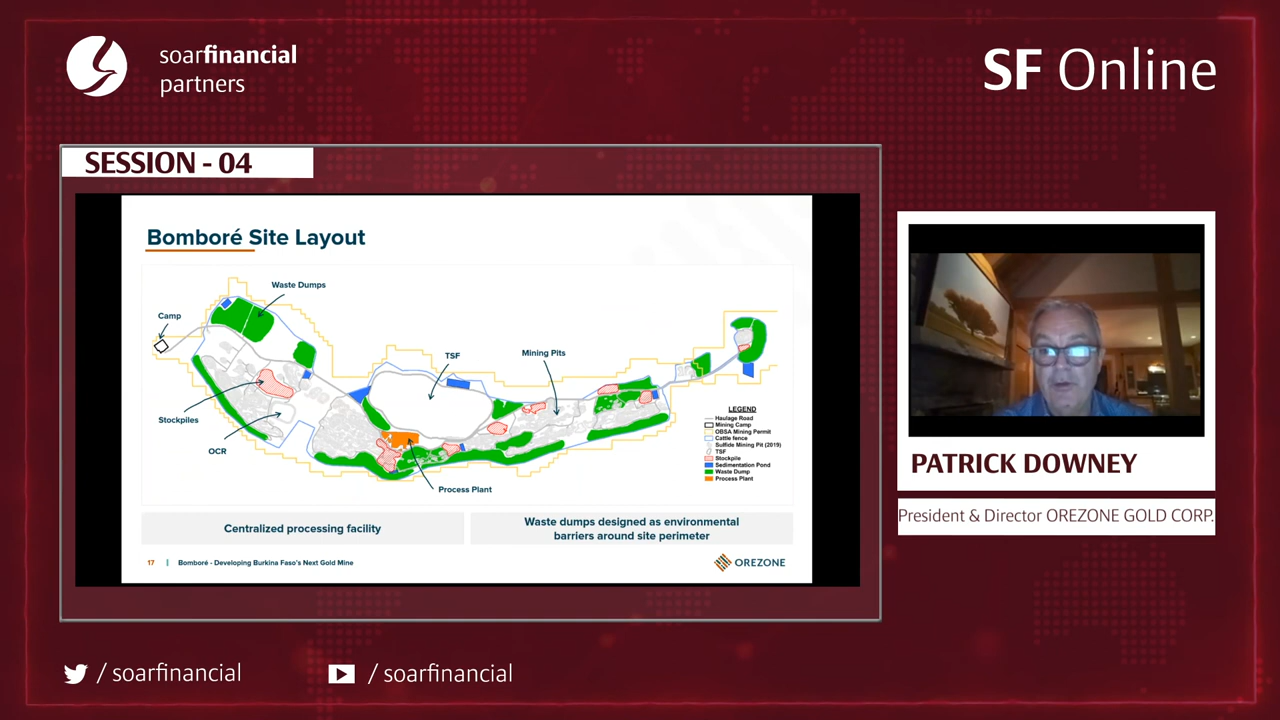 soarfinancial
partners
SF Online
SESSION - 04
Bomboré Site Layout
Waste Dumps
Camp
TSF
Mining Pits
Stockpiles
OCR
Process Plant
LEGEND
Haulage Road
Mining Camp
OBSA Mining Permit
Cattle fence
Sulfide Mining Pit (2019)
TSF
Stockpile
Sedimentation Pond
Waste Dump
Process Plant
Centralized processing facility
Waste dumps designed as environmental
barriers around site perimeter
17 | Bomboré - Developing Burkina Faso's Next Gold Mine
OREZONE
PATRICK DOWNEY
President & Director OREZONE GOLD CORP.
/ soarfinancial
/ soarfinancial